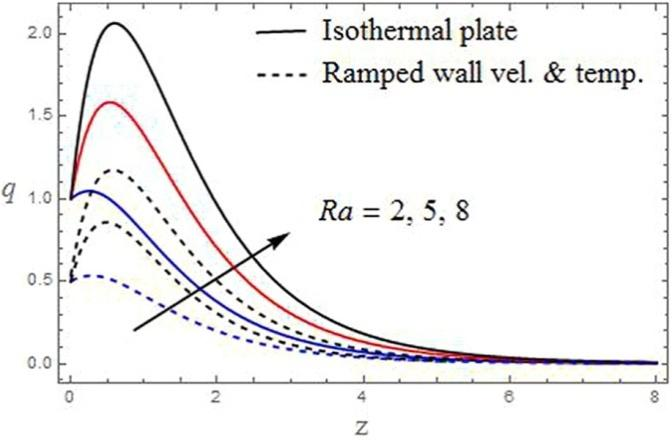 Isothermal plate
Ramped wall vel. & temp.
Ra = 2, 5, 8
q
2.0
1.5
1.0
0.5
0.0
0 2 4 6 8
z